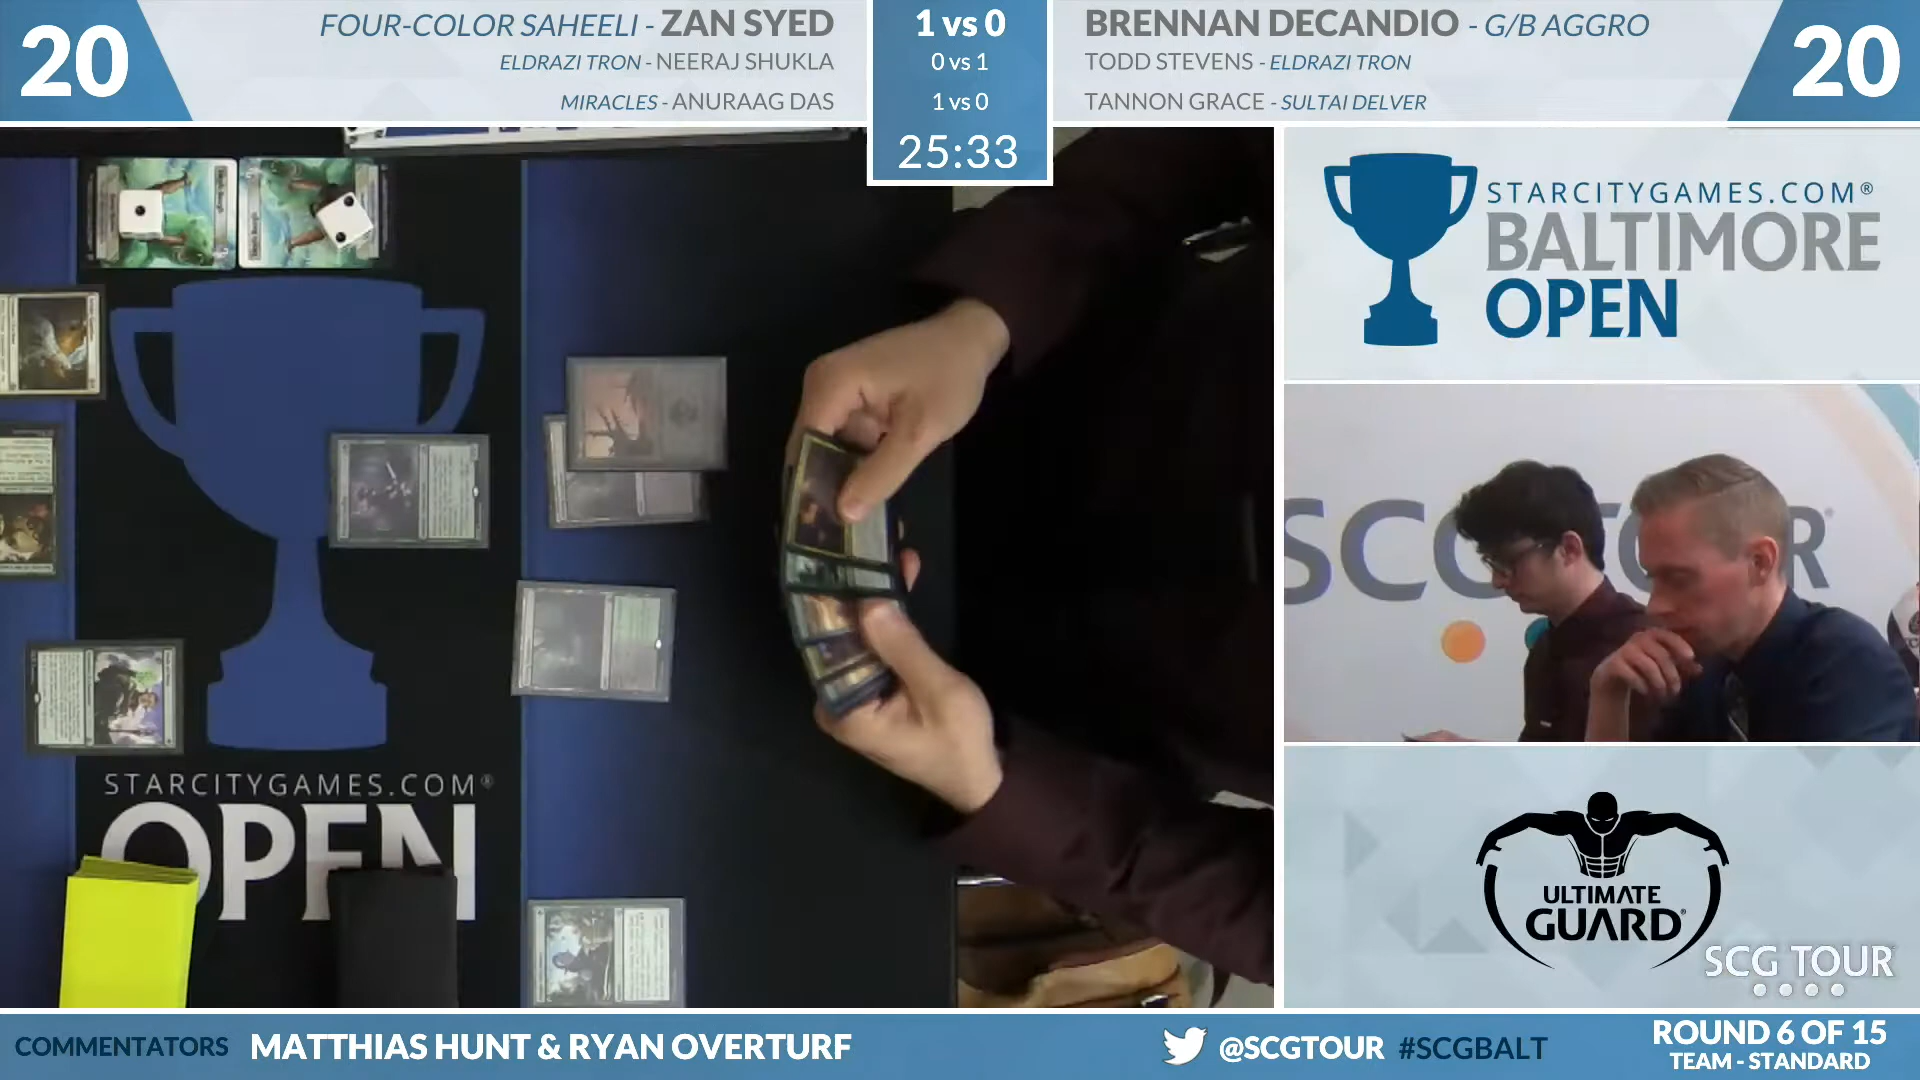 20
FOUR-COLOR SAHEELI - ZAN SYED
ELDRAZI TRON - NEERAJ SHUKLA
MIRACLES - ANURAAG DAS
1 vs 0
0 vs 1
1 vs 0
25:33
BRENNAN DECANDIO - G/B AGGRO
TODD STEVENS - ELDRAZI TRON
TANNON GRACE - SULTAI DELVER
20
STARCITYGAMES.COM®
BALTIMORE
OPEN
STARCITYGAMES.COM®
OPEN
SCG TOUR®
ULTIMATE
GUARD®
SCG TOUR
COMMENTATORS MATTHIAS HUNT & RYAN OVERTURF
@SCGTOUR #SCGBALT
ROUND 6 OF 15
TEAM - STANDARD